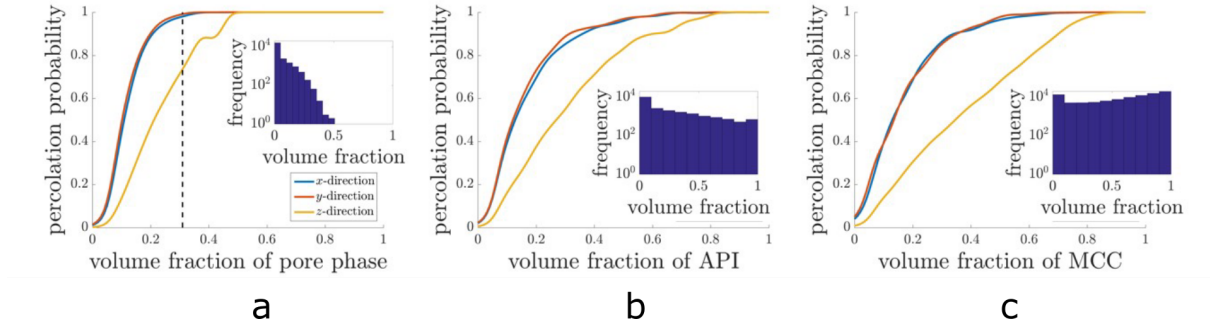 1
0.8
0.6
0.4
0.2
0
percolation probability
0 0.2 0.4 0.6 0.8 1
volume fraction of pore phase
10^4
10^2
10^0
frequency
0 0.5 1
volume fraction
x-direction
y-direction
z-direction
a
1
0.8
0.6
0.4
0.2
0
percolation probability
0 0.2 0.4 0.6 0.8 1
volume fraction of API
10^4
10^2
10^0
frequency
0 0.5 1
volume fraction
b
1
0.8
0.6
0.4
0.2
0
percolation probability
0 0.2 0.4 0.6 0.8 1
volume fraction of MCC
10^4
10^2
10^0
frequency
0 0.5 1
volume fraction
c